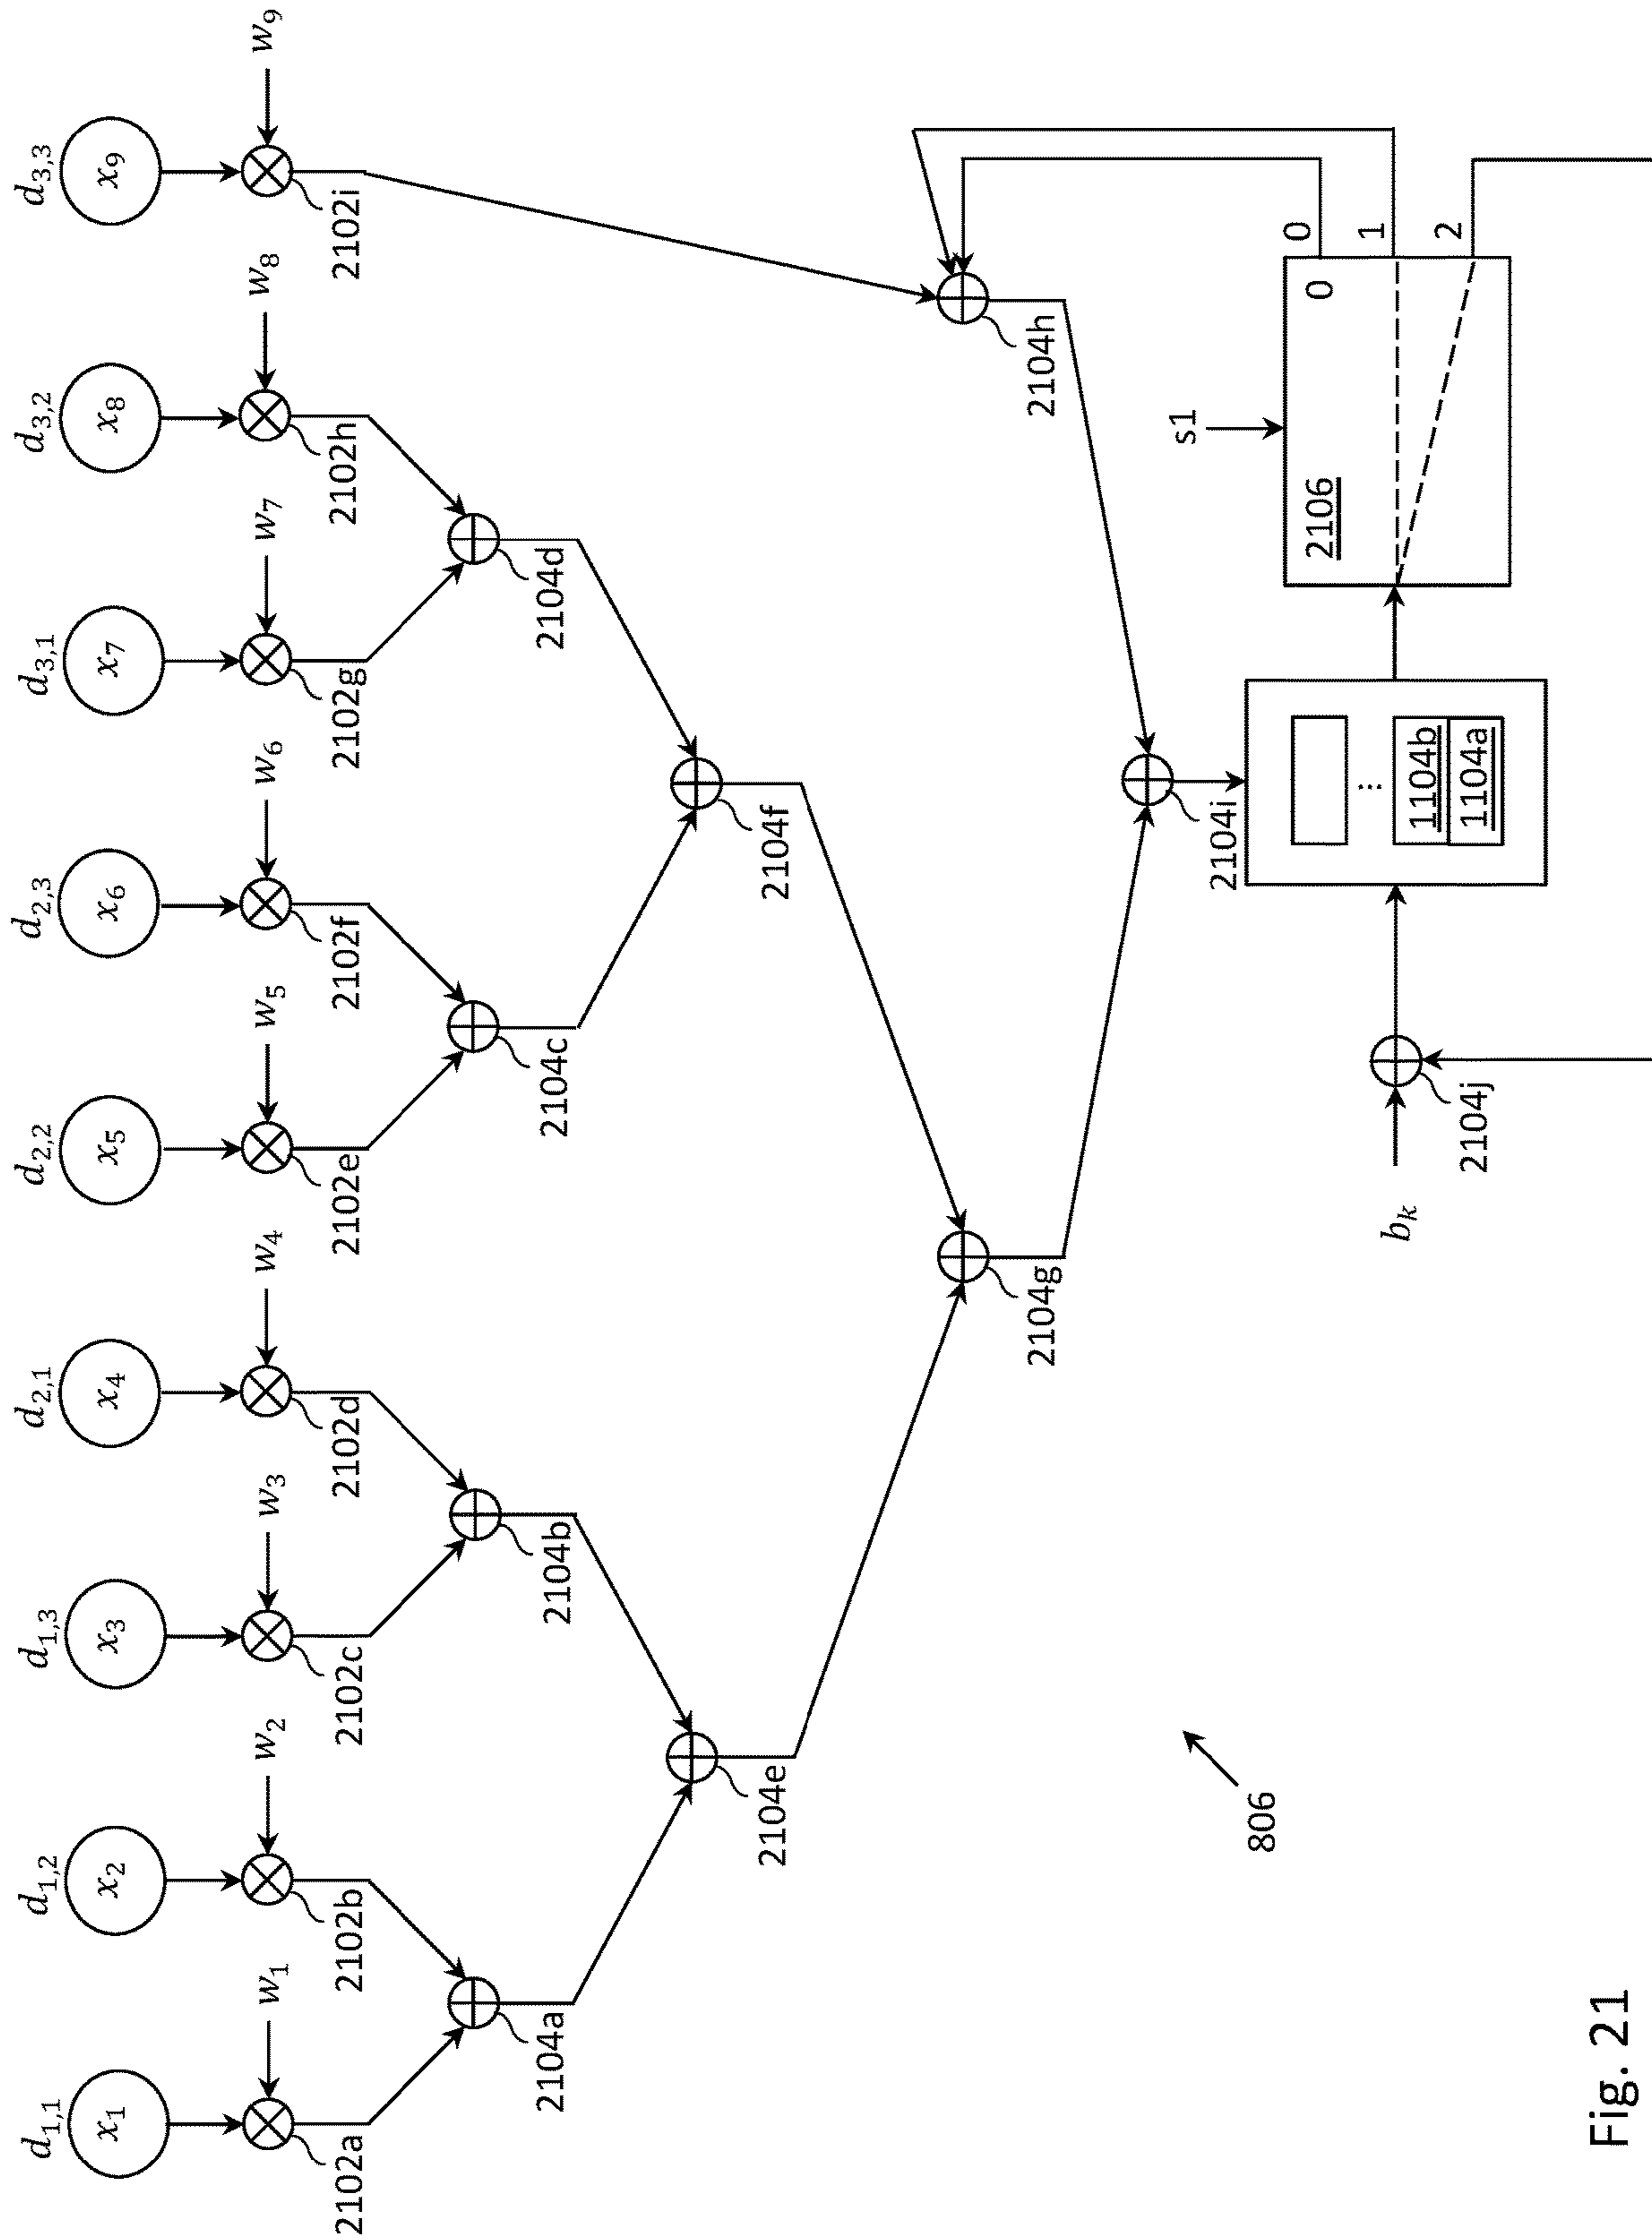 d1,1 d1,2 d1,3 d2,1 d2,2 d2,3 d3,1 d3,2 d3,3
x1 x2 x3 x4 x5 x6 x7 x8 x9
w1 w2 w3 w4 w5 w6 w7 w8 w9
2102a 2102b 2102c 2102d 2102e 2102f 2102g 2102h 2102i
2104a 2104b 2104c 2104d
2104e 2104f
2104g 2104h
2104i
806
bk
2104j
1104b
1104a
...
s1
2106
0
0
1
2
Fig. 21